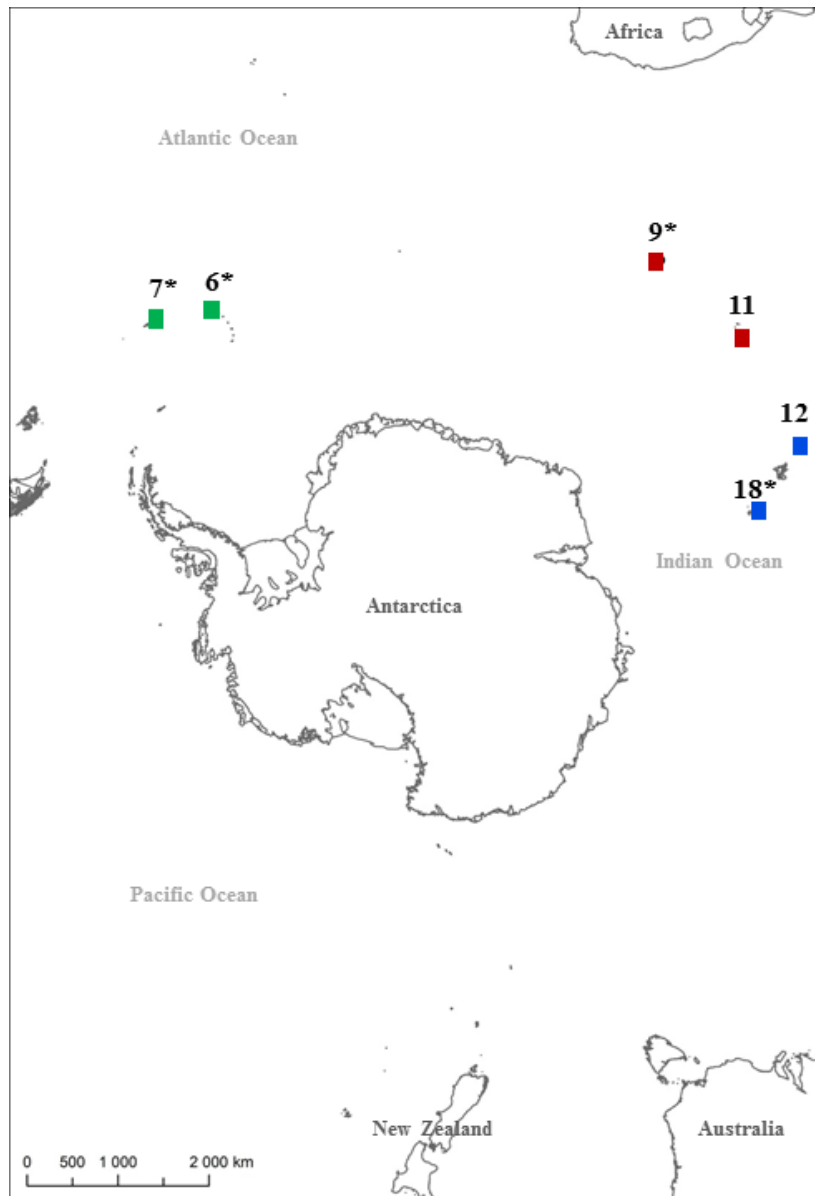 Africa
Atlantic Ocean
9*
7*
6*
11
12
18*
Indian Ocean
Antarctica
Pacific Ocean
New Zealand
Australia
0 500 1 000 2 000 km